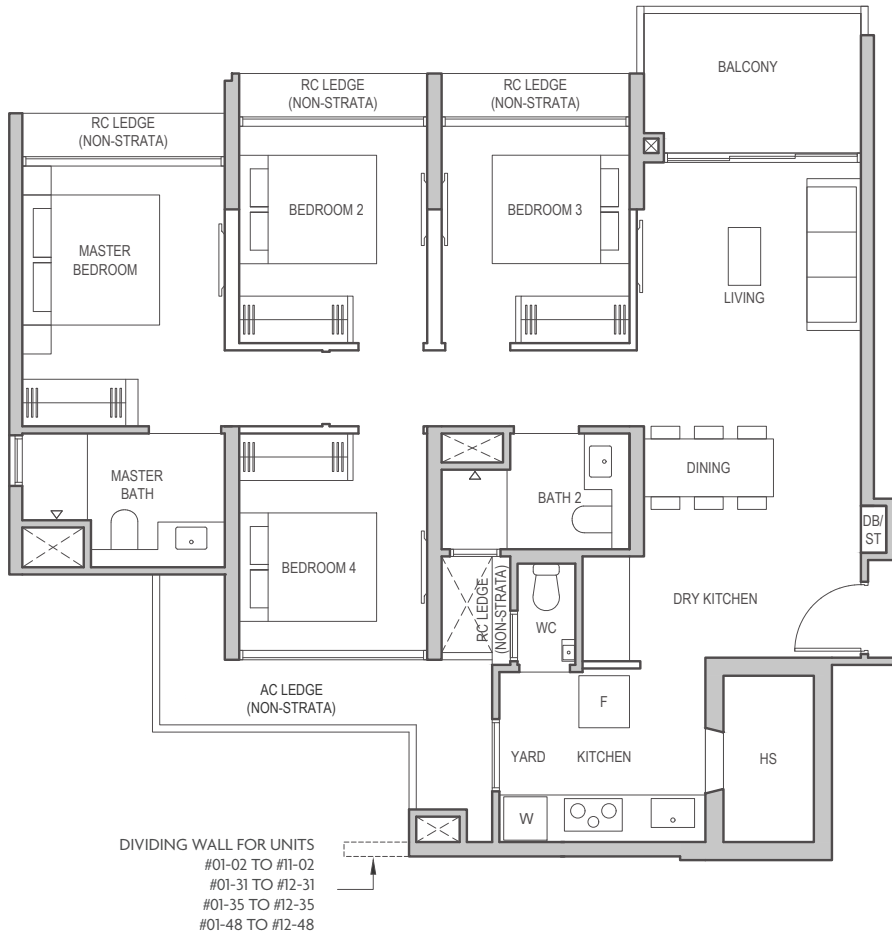 BALCONY
RC LEDGE
(NON-STRATA)
RC LEDGE
(NON-STRATA)
RC LEDGE
(NON-STRATA)
BEDROOM 2
BEDROOM 3
MASTER
BEDROOM
LIVING
MASTER
BATH
BATH 2
DINING
DB/
ST
BEDROOM 4
RC LEDGE
(NON-STRATA)
WC
DRY KITCHEN
AC LEDGE
(NON-STRATA)
F
YARD
KITCHEN
HS
W
DIVIDING WALL FOR UNITS
#01-02 TO #11-02
#01-31 TO #12-31
#01-35 TO #12-35
#01-48 TO #12-48